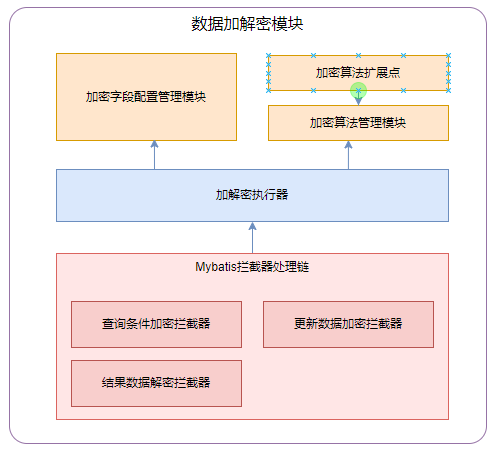 数据加解密模块
加密字段配置管理模块
加密算法扩展点
加密算法管理模块
加解密执行器
Mybatis拦截器处理链
查询条件加密拦截器
更新数据加密拦截器
结果数据解密拦截器